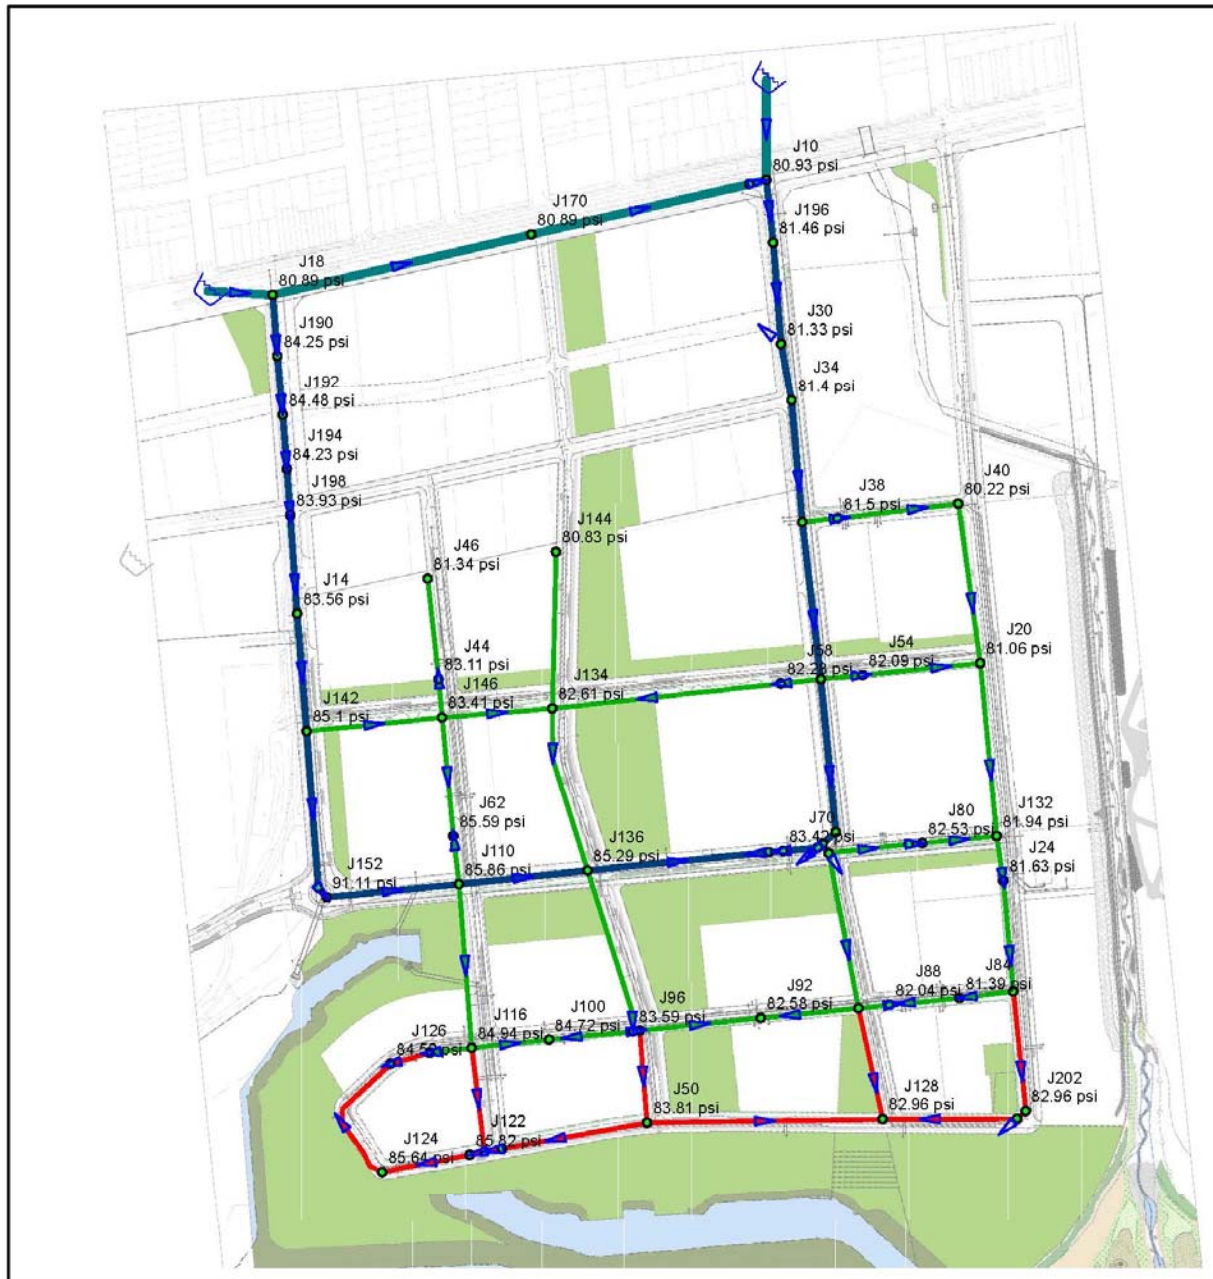 J10
80.93 psi
J170
80.89 psi
J196
81.46 psi
J18
80.89 psi
J30
81.33 psi
J190
84.25 psi
J34
81.4 psi
J192
84.48 psi
J194
84.23 psi
J198
83.93 psi
J38
81.5 psi
J40
80.22 psi
J144
80.83 psi
J46
81.34 psi
J14
83.56 psi
J44
83.11 psi
J58
82.28 psi
J54
82.09 psi
J20
81.06 psi
J134
82.61 psi
J146
83.41 psi
J142
85.1 psi
J62
85.59 psi
J70
83.42 psi
J80
82.53 psi
J132
81.94 psi
J136
85.29 psi
J24
81.63 psi
J110
85.86 psi
J152
91.11 psi
J84
81.39 psi
J88
82.04 psi
J92
82.58 psi
J96
83.59 psi
J100
84.72 psi
J116
84.94 psi
J126
psi
J50
83.81 psi
J128
82.96 psi
J202
82.96 psi
J122
85.82 psi
J124
85.64 psi